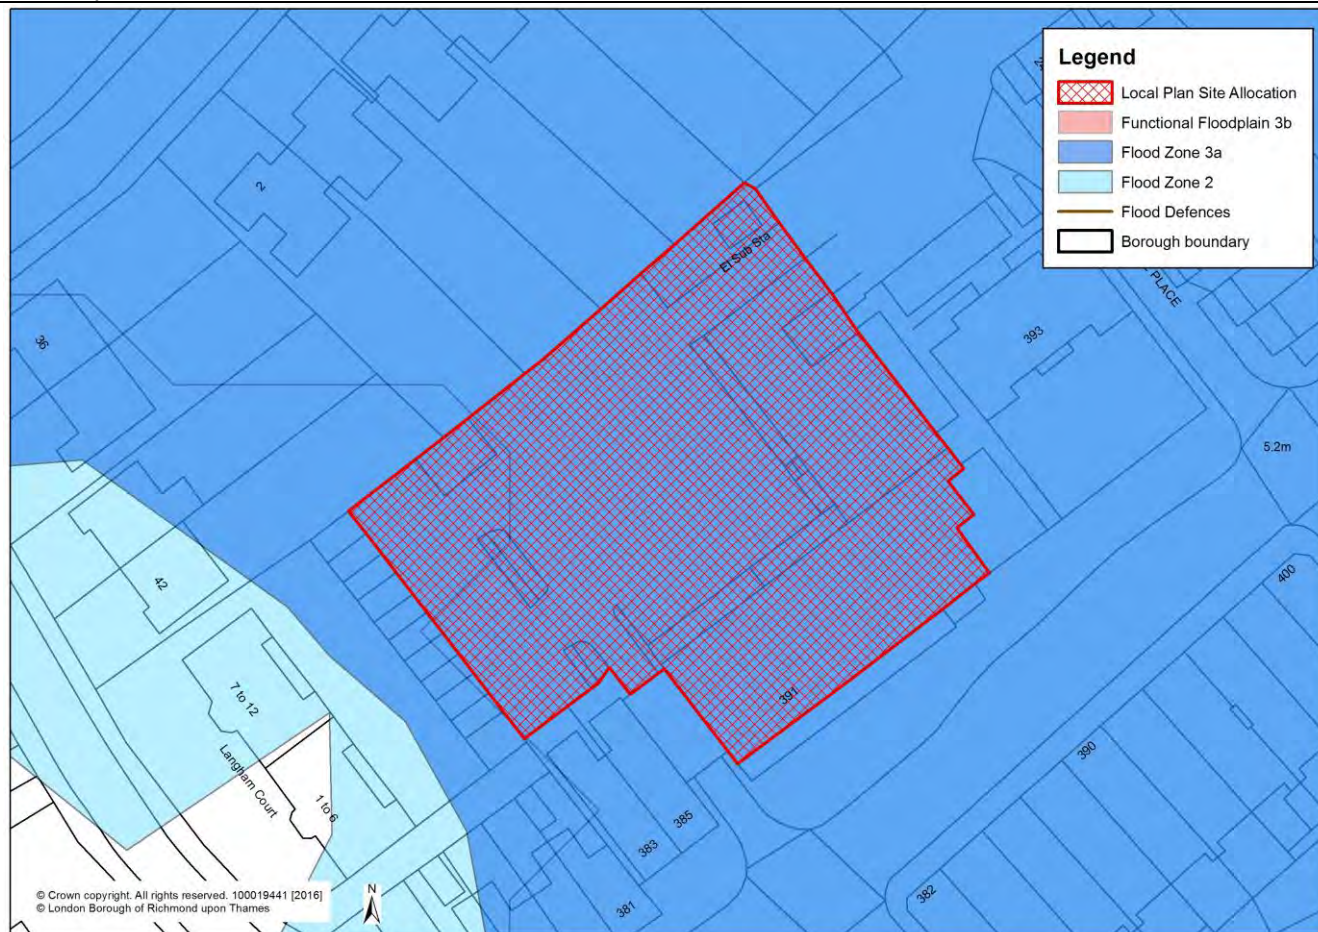 Legend
Local Plan Site Allocation
Functional Floodplain 3b
Flood Zone 3a
Flood Zone 2
Flood Defences
Borough boundary
2
El Sub Sta
PLACE
393
36
5.2m
42
400
7 to 12
391
Langham Court
390
1 to 6
385
383
382
381
N
© Crown copyright. All rights reserved. 100019441 [2016]
© London Borough of Richmond upon Thames